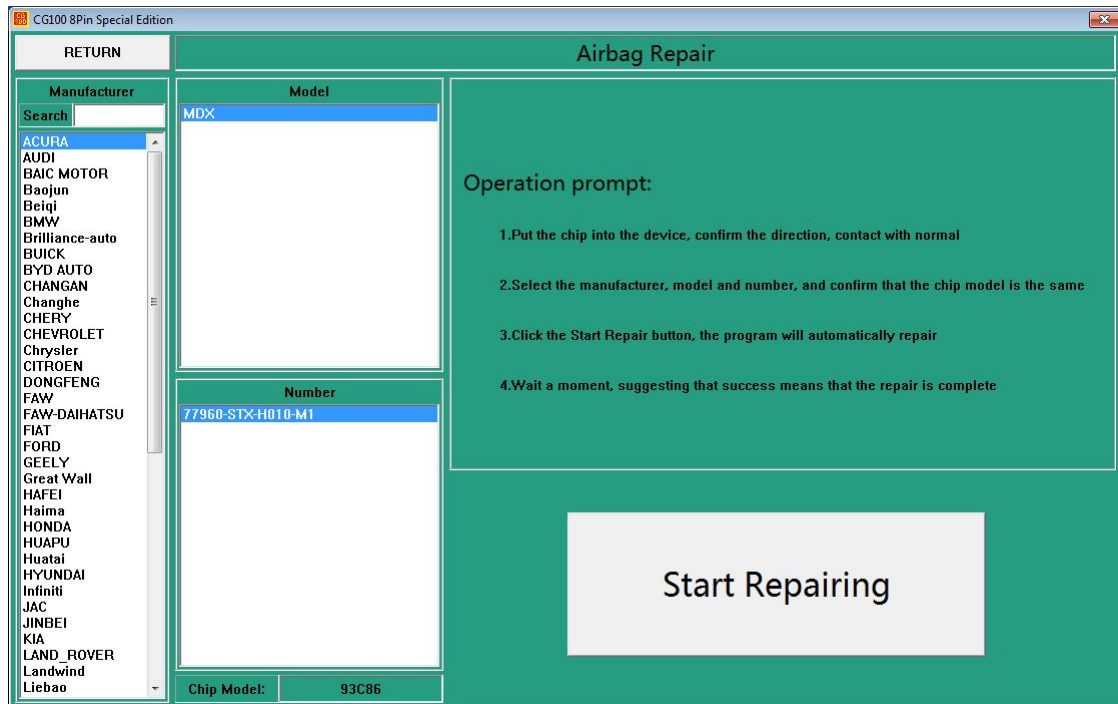 CG100 8Pin Special Edition
RETURN
Airbag Repair
Manufacturer
Search
ACURA
AUDI
BAIC MOTOR
Baojun
Beiqi
BMW
Brilliance-auto
BUICK
BYD AUTO
CHANGAN
Changhe
CHERY
CHEVROLET
Chrysler
CITROEN
DONGFENG
FAW
FAW-DAIHATSU
FIAT
FORD
GEELY
Great Wall
HAFEI
Haima
HONDA
HUAPU
Huatai
HYUNDAI
Infiniti
JAC
JINBEI
KIA
LAND_ROVER
Landwind
Liebao
Model
MDX
Number
77960-STX-H010-M1
Chip Model: 93C86
Operation prompt:
1.Put the chip into the device, confirm the direction, contact with normal
2.Select the manufacturer, model and number, and confirm that the chip model is the same
3.Click the Start Repair button, the program will automatically repair
4.Wait a moment, suggesting that success means that the repair is complete
Start Repairing